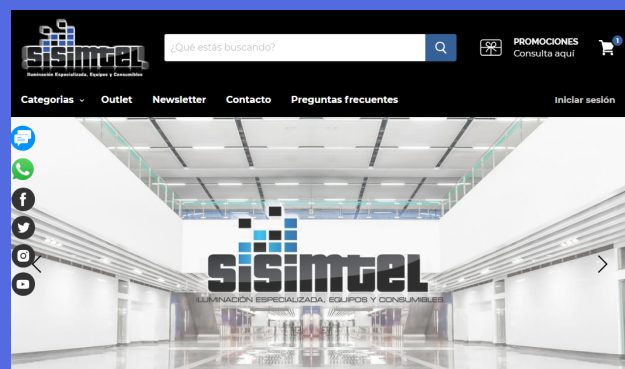 sisimtel
Iluminación Especializada, Equipos y Consumibles
¿Qué estás buscando?
PROMOCIONES
Consulta aquí
1
Categorias
Outlet
Newsletter
Contacto
Preguntas frecuentes
Iniciar sesión
sisimtel
ILUMINACIÓN ESPECIALIZADA, EQUIPOS Y CONSUMIBLES